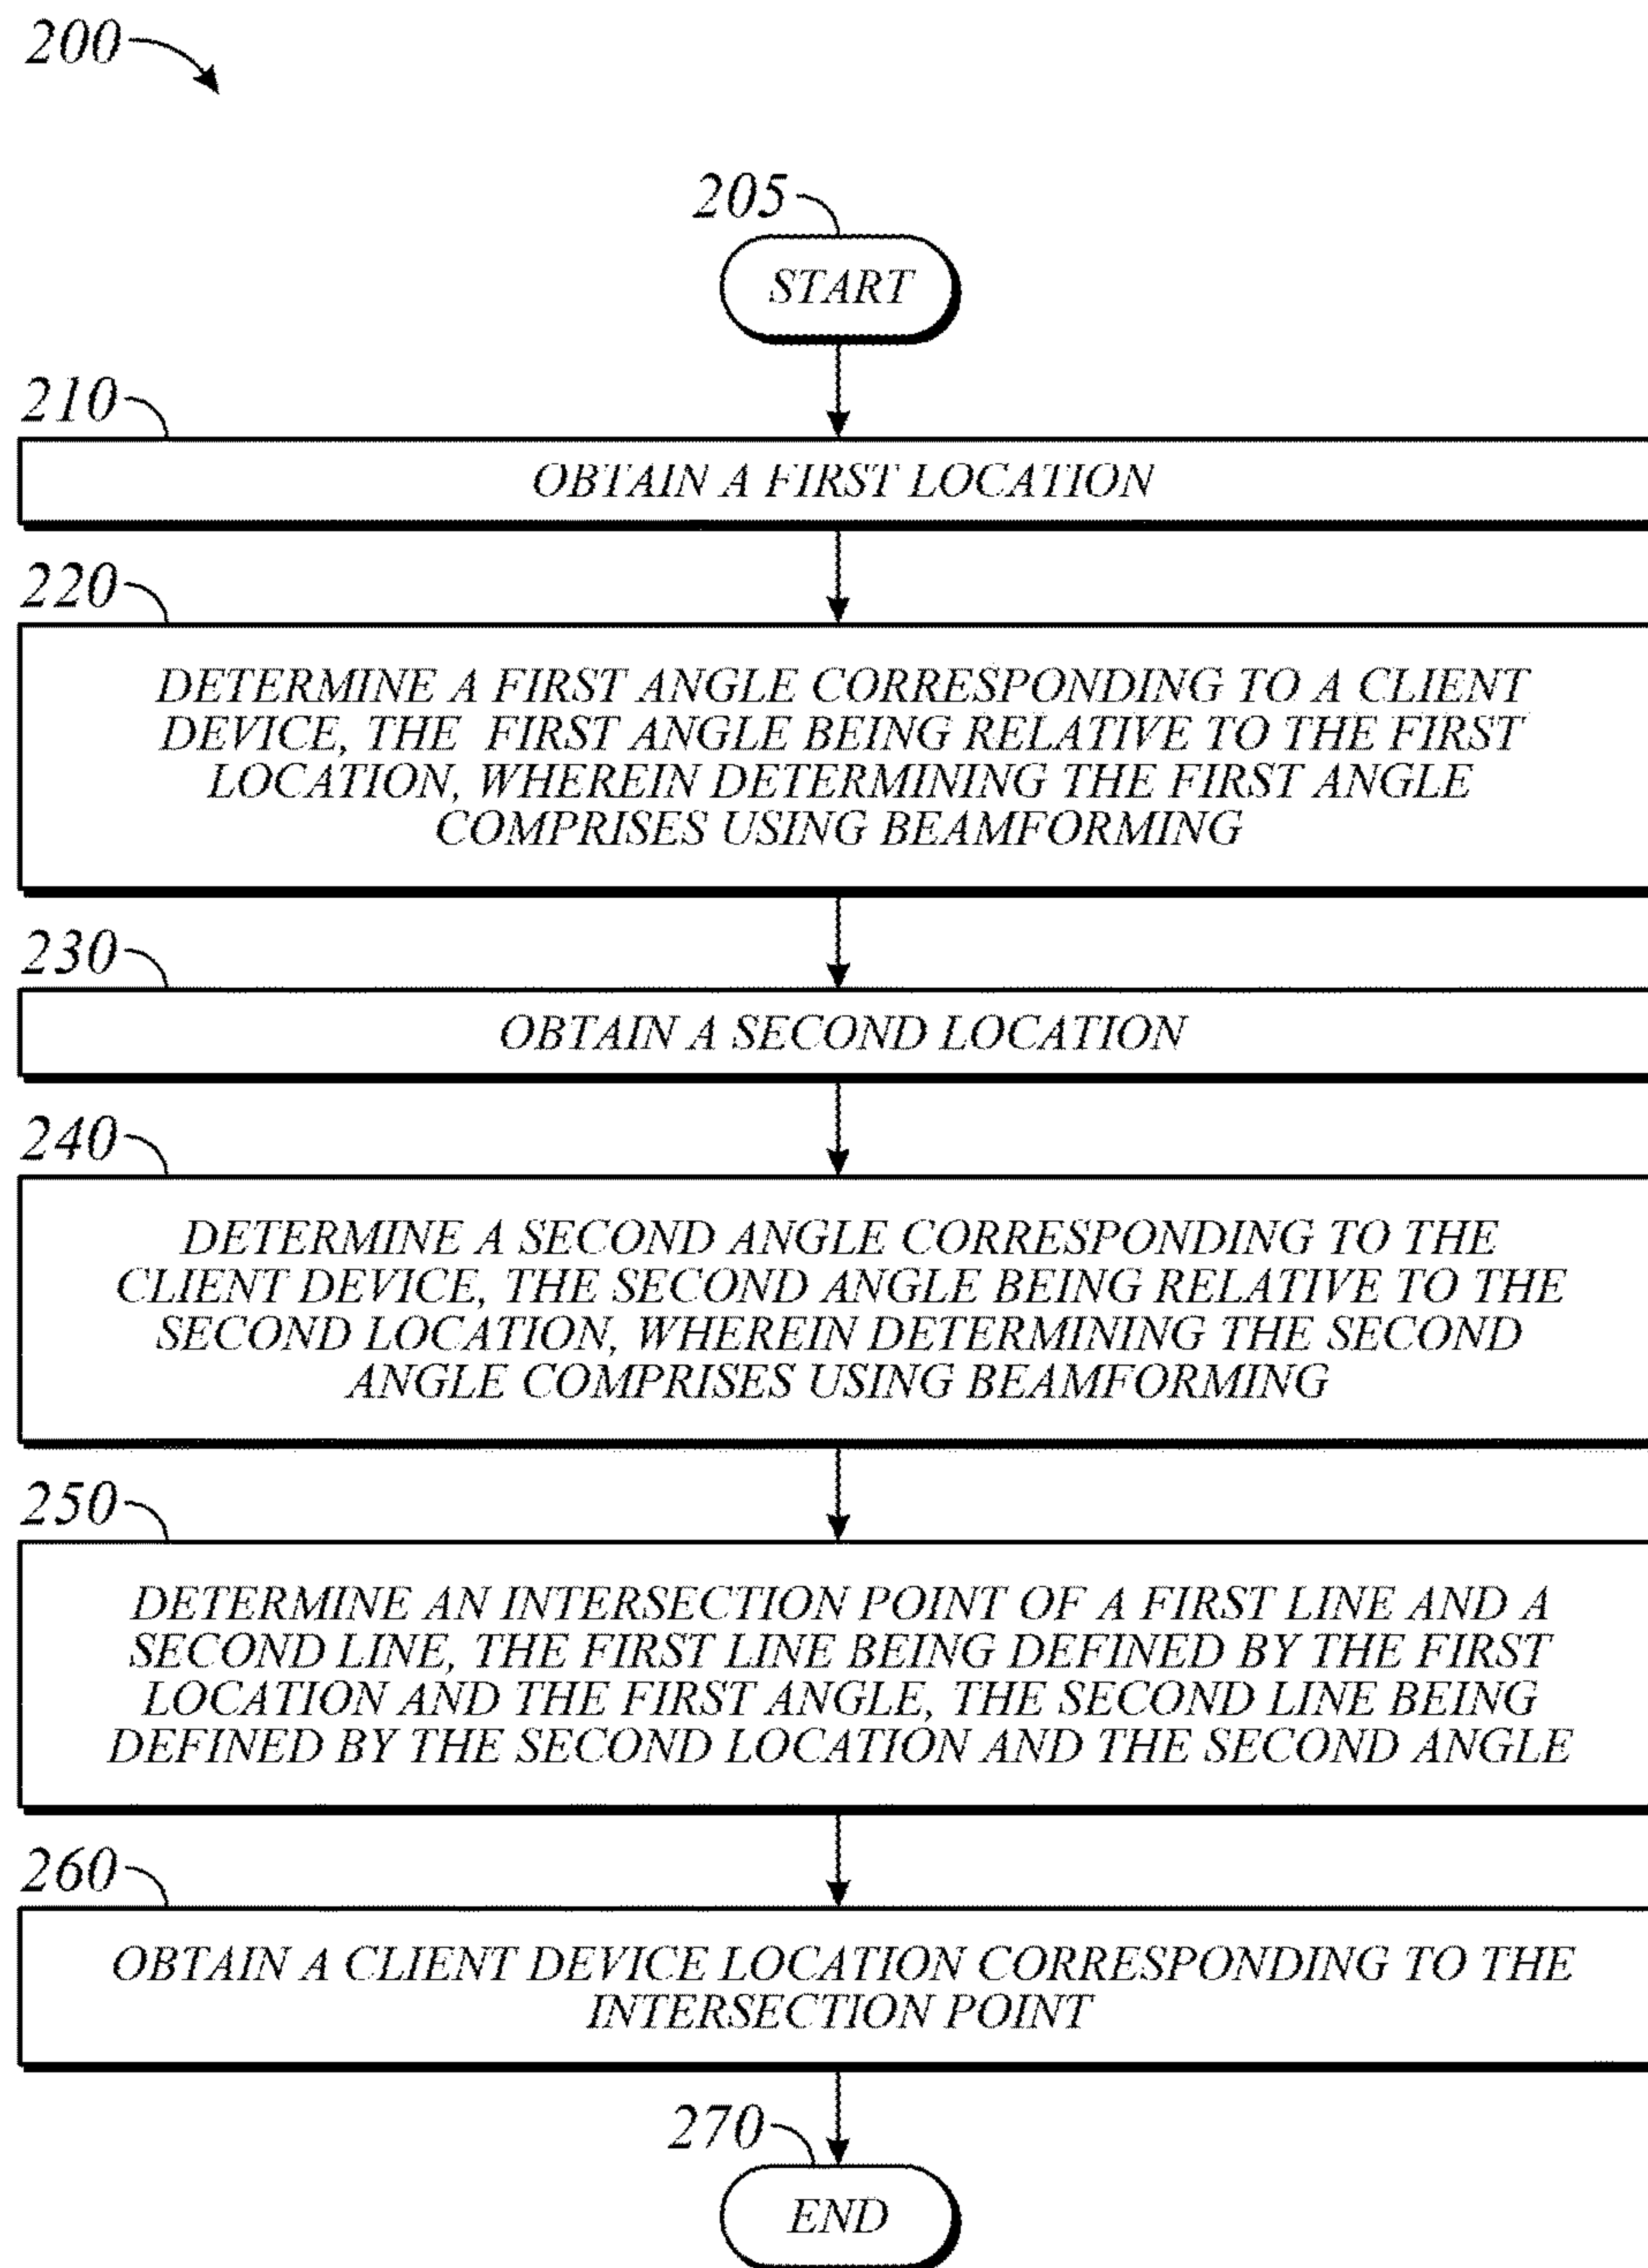 200
205
START
210
OBTAIN A FIRST LOCATION
220
DETERMINE A FIRST ANGLE CORRESPONDING TO A CLIENT
DEVICE, THE FIRST ANGLE BEING RELATIVE TO THE FIRST
LOCATION, WHEREIN DETERMINING THE FIRST ANGLE
COMPRISES USING BEAMFORMING
230
OBTAIN A SECOND LOCATION
240
DETERMINE A SECOND ANGLE CORRESPONDING TO THE
CLIENT DEVICE, THE SECOND ANGLE BEING RELATIVE TO THE
SECOND LOCATION, WHEREIN DETERMINING THE SECOND
ANGLE COMPRISES USING BEAMFORMING
250
DETERMINE AN INTERSECTION POINT OF A FIRST LINE AND A
SECOND LINE, THE FIRST LINE BEING DEFINED BY THE FIRST
LOCATION AND THE FIRST ANGLE, THE SECOND LINE BEING
DEFINED BY THE SECOND LOCATION AND THE SECOND ANGLE
260
OBTAIN A CLIENT DEVICE LOCATION CORRESPONDING TO THE
INTERSECTION POINT
270
END